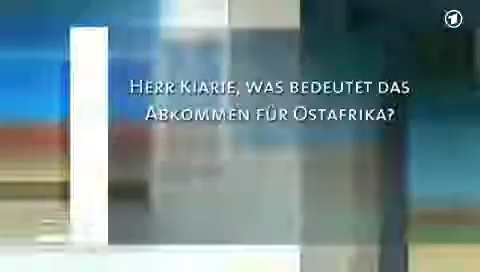 HERR KIARIE, WAS BEDEUTET DAS
ABKOMMEN FÜR OSTAFRIKA?